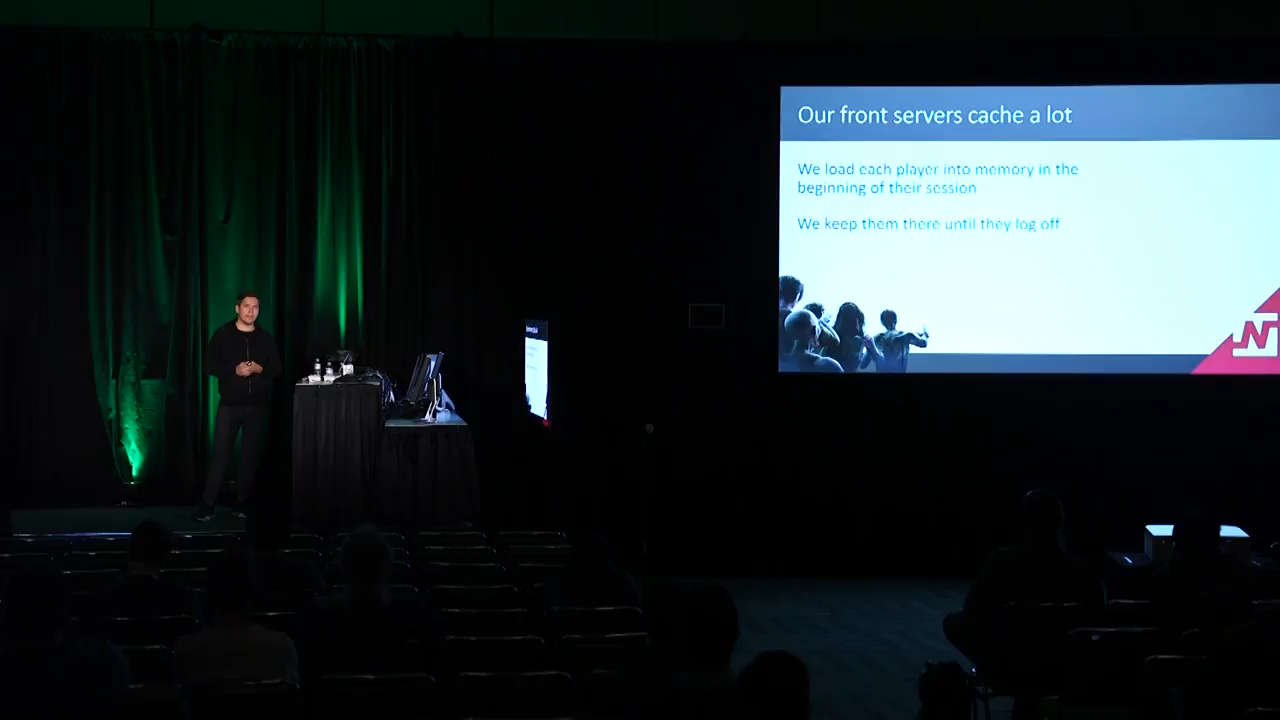 Our front servers cache a lot
We load each player into memory in the
beginning of their session
We keep them there until they log off
N